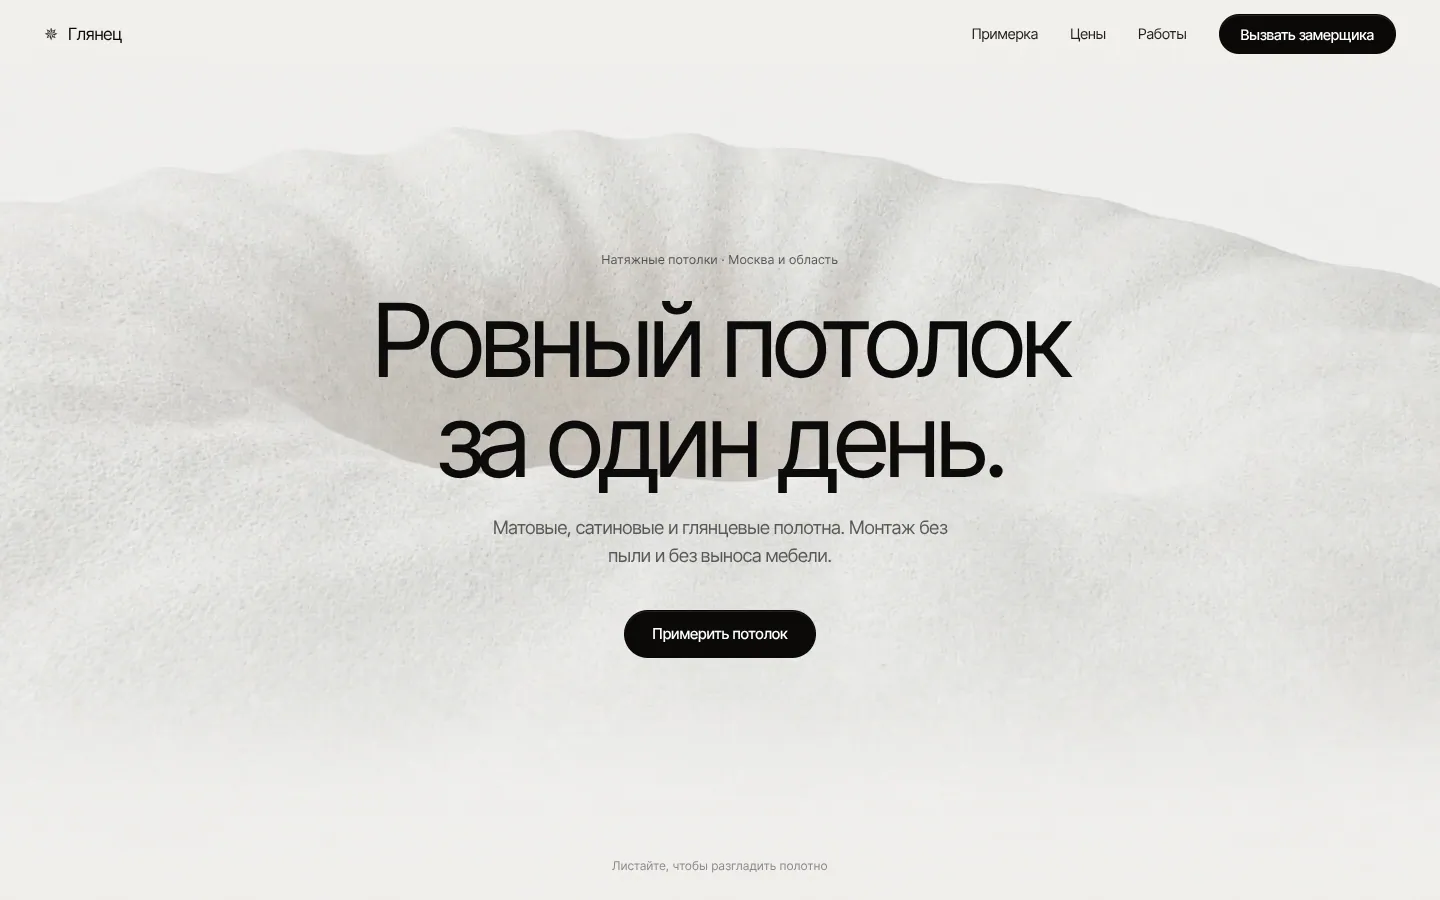 Глянец
Примерка
Цены
Работы
Вызвать замерщика
Натяжные потолки · Москва и область
Ровный потолок
за один день.
Матовые, сатиновые и глянцевые полотна. Монтаж без
пыли и без выноса мебели.
Примерить потолок
Листайте, чтобы разгладить полотно